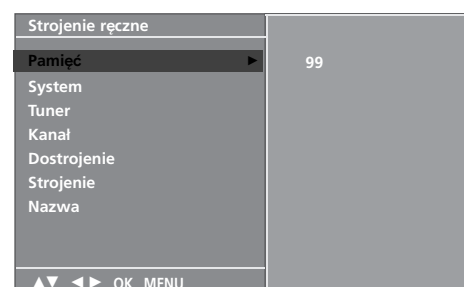 Strojenie ręczne
Pamięć ► 99
System
Tuner
Kanał
Dostrojenie
Strojenie
Nazwa
▲▼ ◄► OK MENU